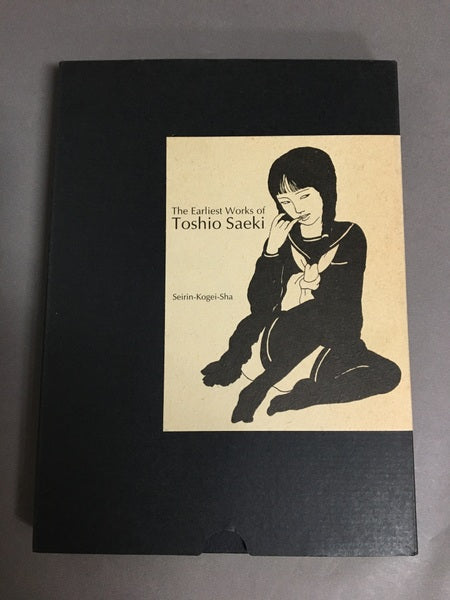 The Earliest Works of
Toshio Saeki
Seirin-Kogei-Sha